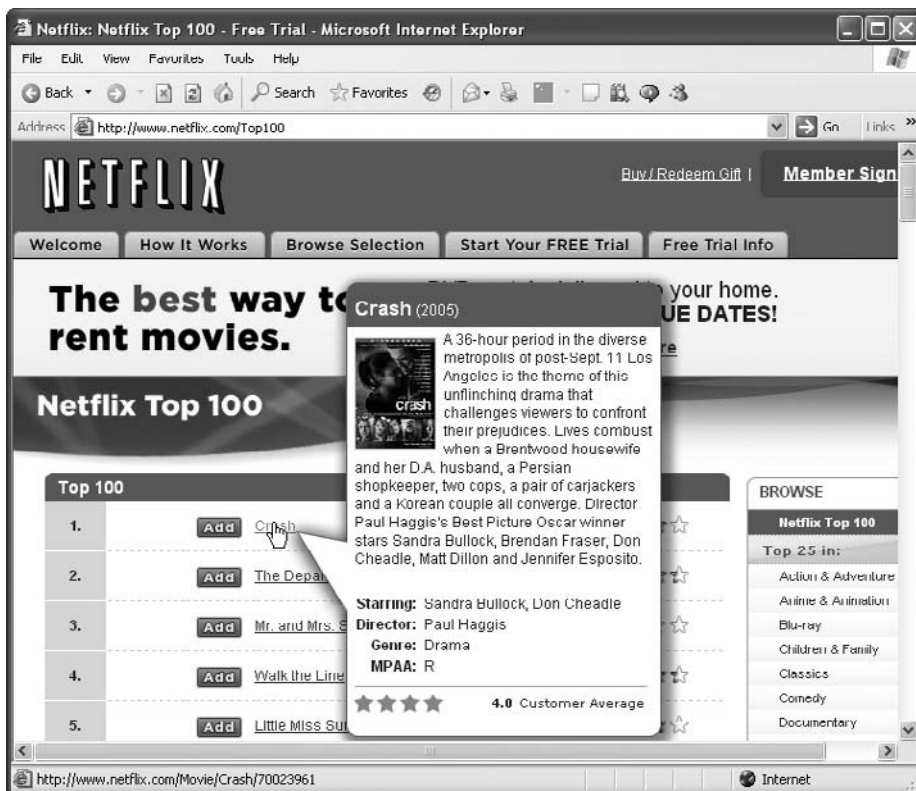 Netflix: Netflix Top 100 - Free Trial - Microsoft Internet Explorer
File Edit View Favorites Tools Help
Back Search Favorites
Address http://www.netflix.com/Top100 Go Links »
NETFLIX
Buy / Redeem Gift | Member Sign
Welcome How It Works Browse Selection Start Your FREE Trial Free Trial Info
The best way to
rent movies.
your home.
UE DATES!
Netflix Top 100
Crash (2005)
A 36-hour period in the diverse
metropolis of post-Sept. 11 Los
Angeles is the theme of this
unflinching drama that
challenges viewers to confront
their prejudices. Lives combust
when a Brentwood housewife
and her D.A. husband, a Persian
shopkeeper, two cops, a pair of carjackers
and a Korean couple all converge. Director
Paul Haggis's Best Picture Oscar winner
stars Sandra Bullock, Brendan Fraser, Don
Cheadle, Matt Dillon and Jennifer Esposito.
Starring: Sandra Bullock, Don Cheadle
Director: Paul Haggis
Genre: Drama
MPAA: R
4.0 Customer Average
crash
Top 100
1. Add Crash
2. Add The Depa
3. Add Mr. and Mrs. S
4. Add Walk the Line
5. Add Little Miss Su
BROWSE
Netflix Top 100
Top 25 in:
Action & Adventure
Anime & Animation
Blu-ray
Children & Family
Classics
Comedy
Documentary
http://www.netflix.com/Movie/Crash/70023961 Internet